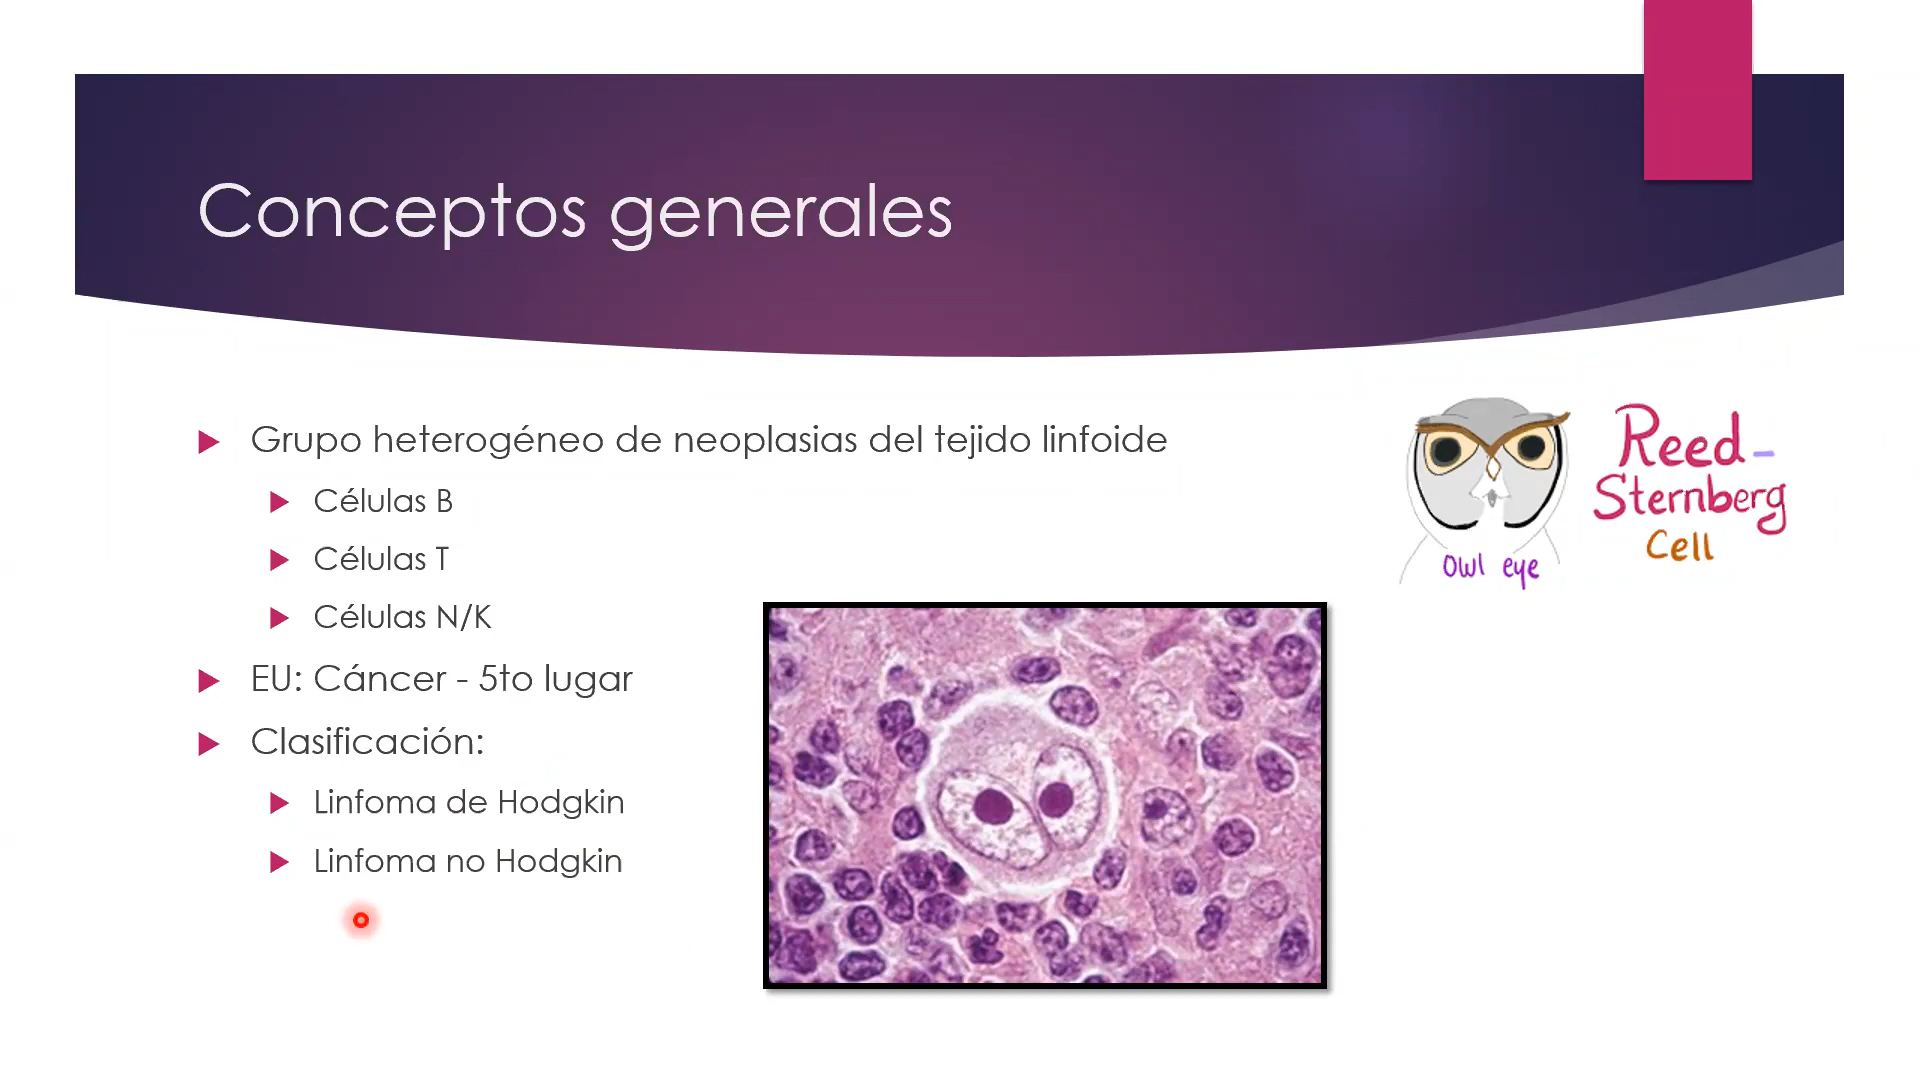 Conceptos generales
Grupo heterogéneo de neoplasias del tejido linfoide
Células B
Células T
Células N/K
EU: Cáncer - 5to lugar
Clasificación:
Linfoma de Hodgkin
Linfoma no Hodgkin
Reed-
Sternberg
Cell
Owl eye